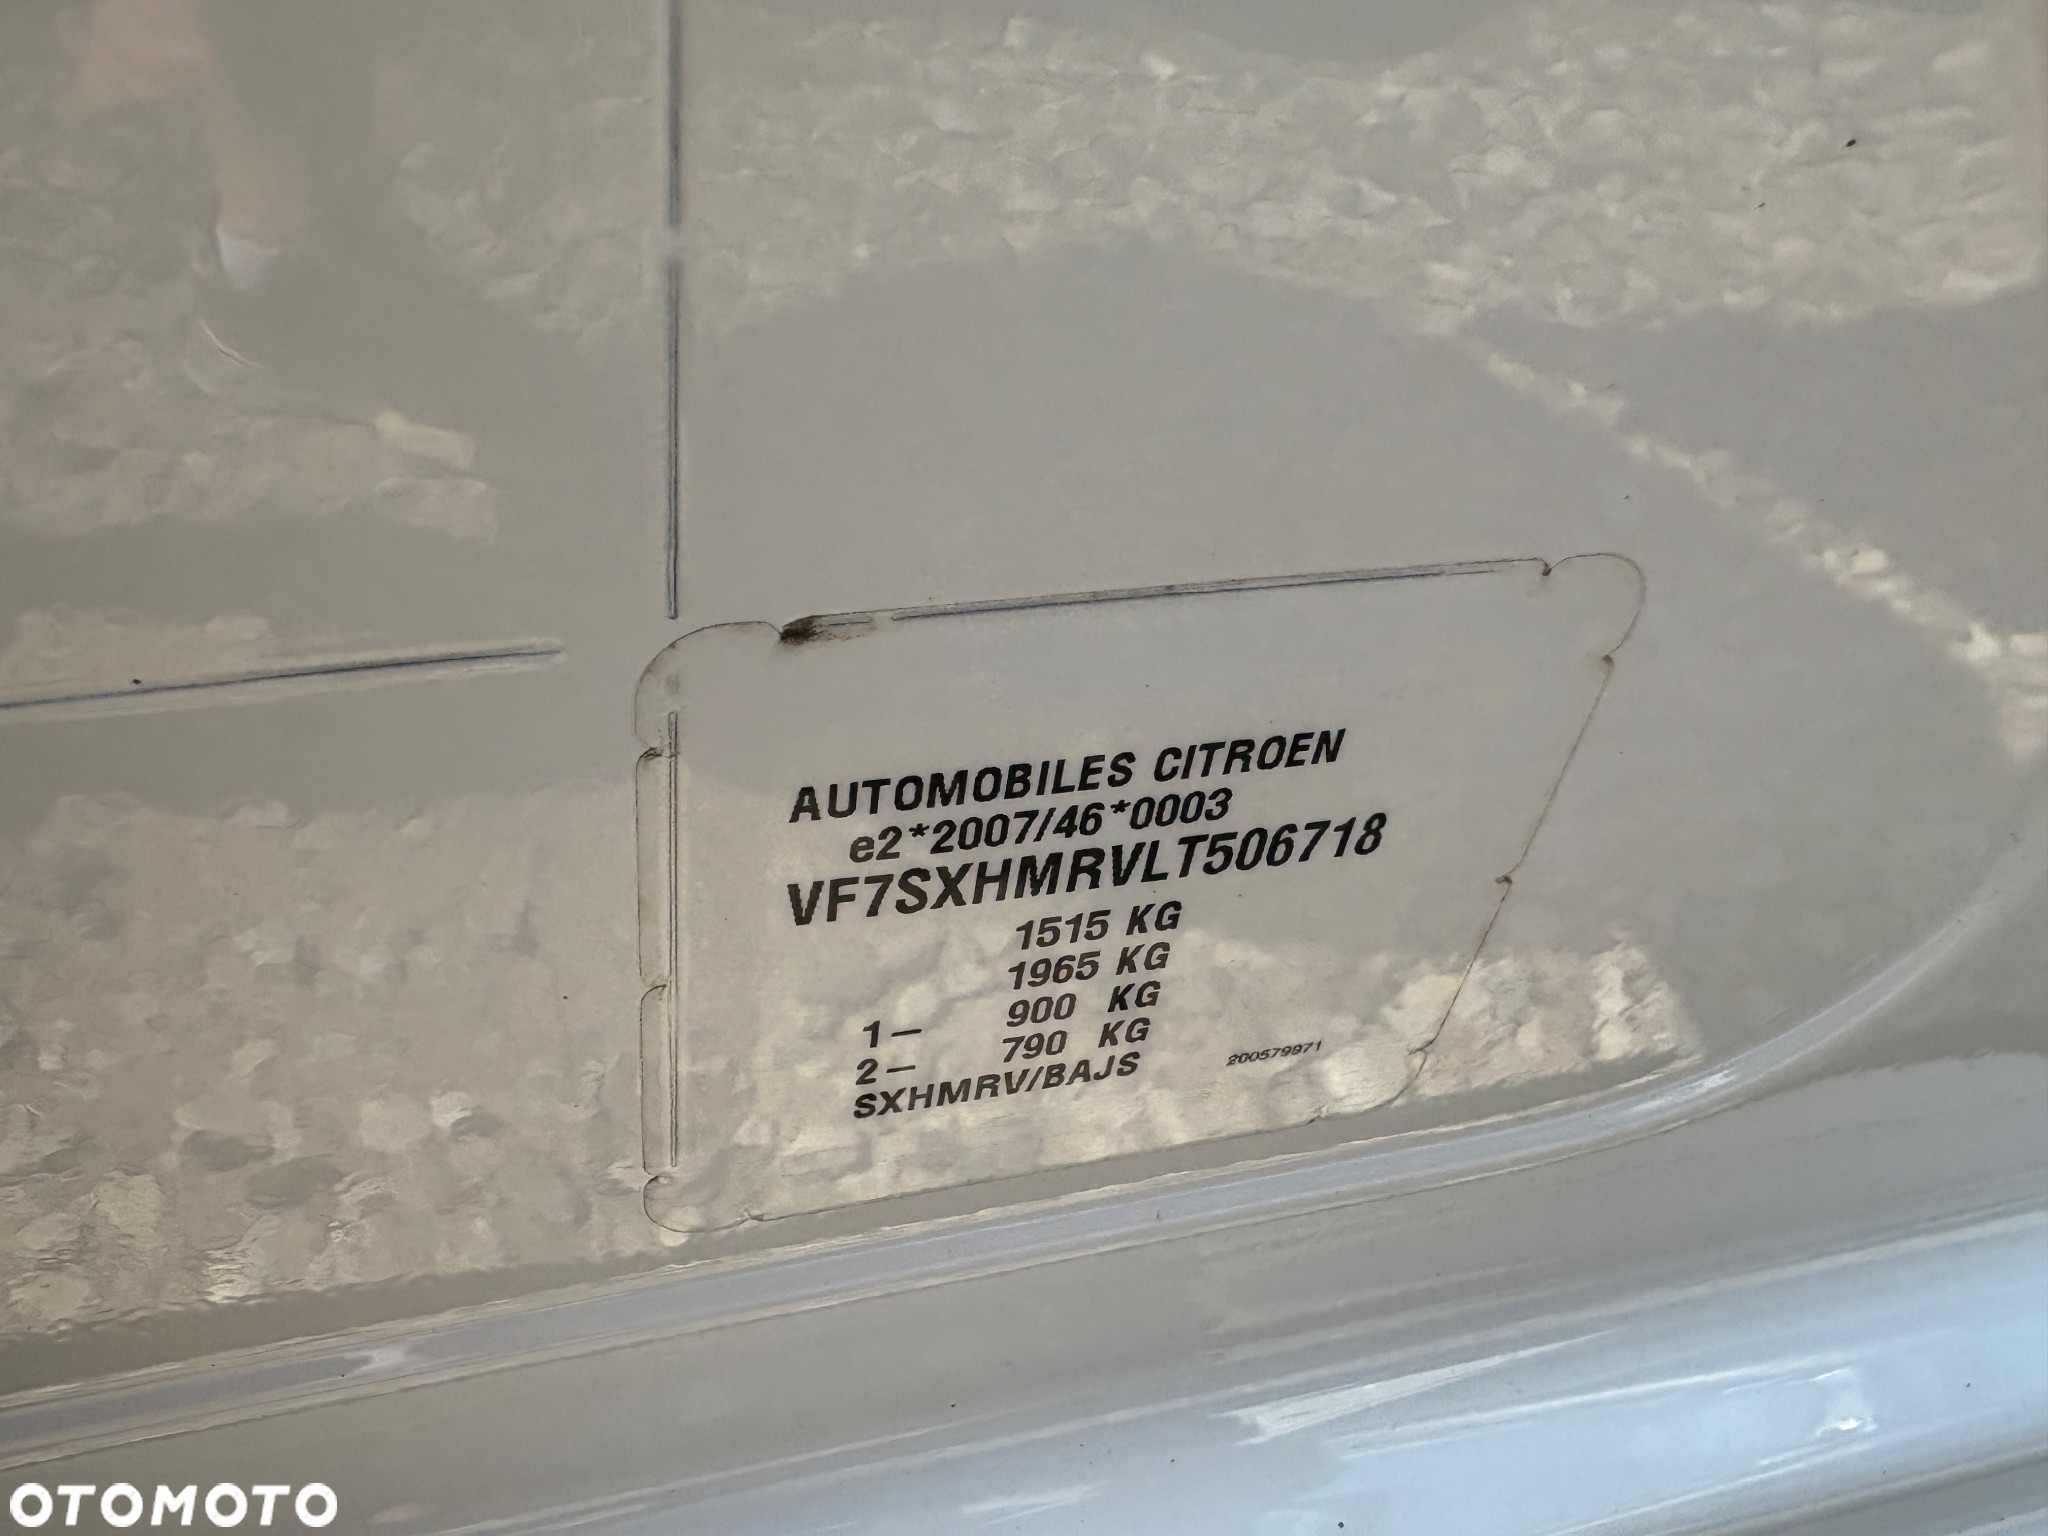 AUTOMOBILES CITROEN
e2*2007/46*0003
VF7SXHMRVLT506718
1515 KG
1965 KG
1- 900 KG
2- 790 KG
SXHMRV/BAJS 200579971
OTOMOTO